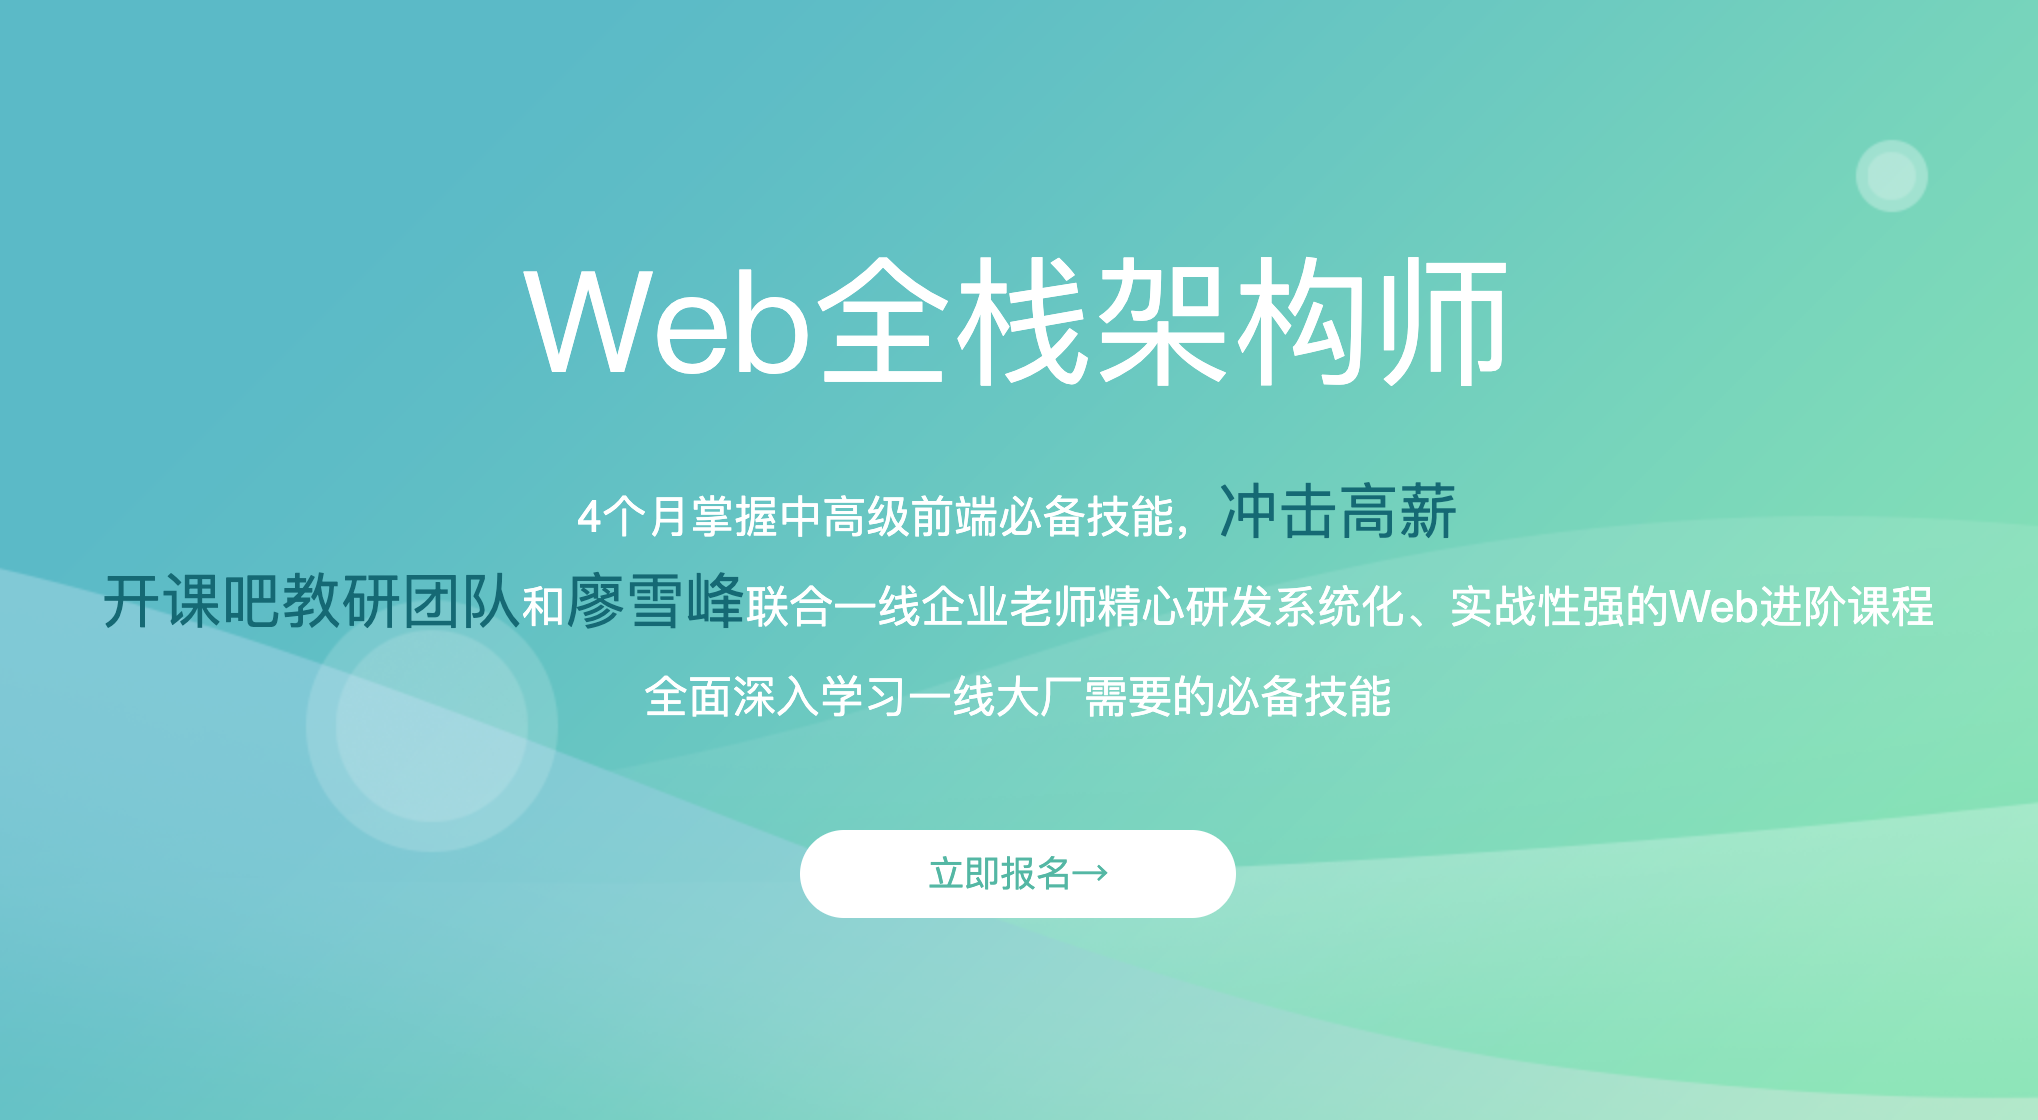 Web全栈架构师
4个月掌握中高级前端必备技能，冲击高薪
开课吧教研团队和廖雪峰联合一线企业老师精心研发系统化、实战性强的Web进阶课程
全面深入学习一线大厂需要的必备技能
立即报名→